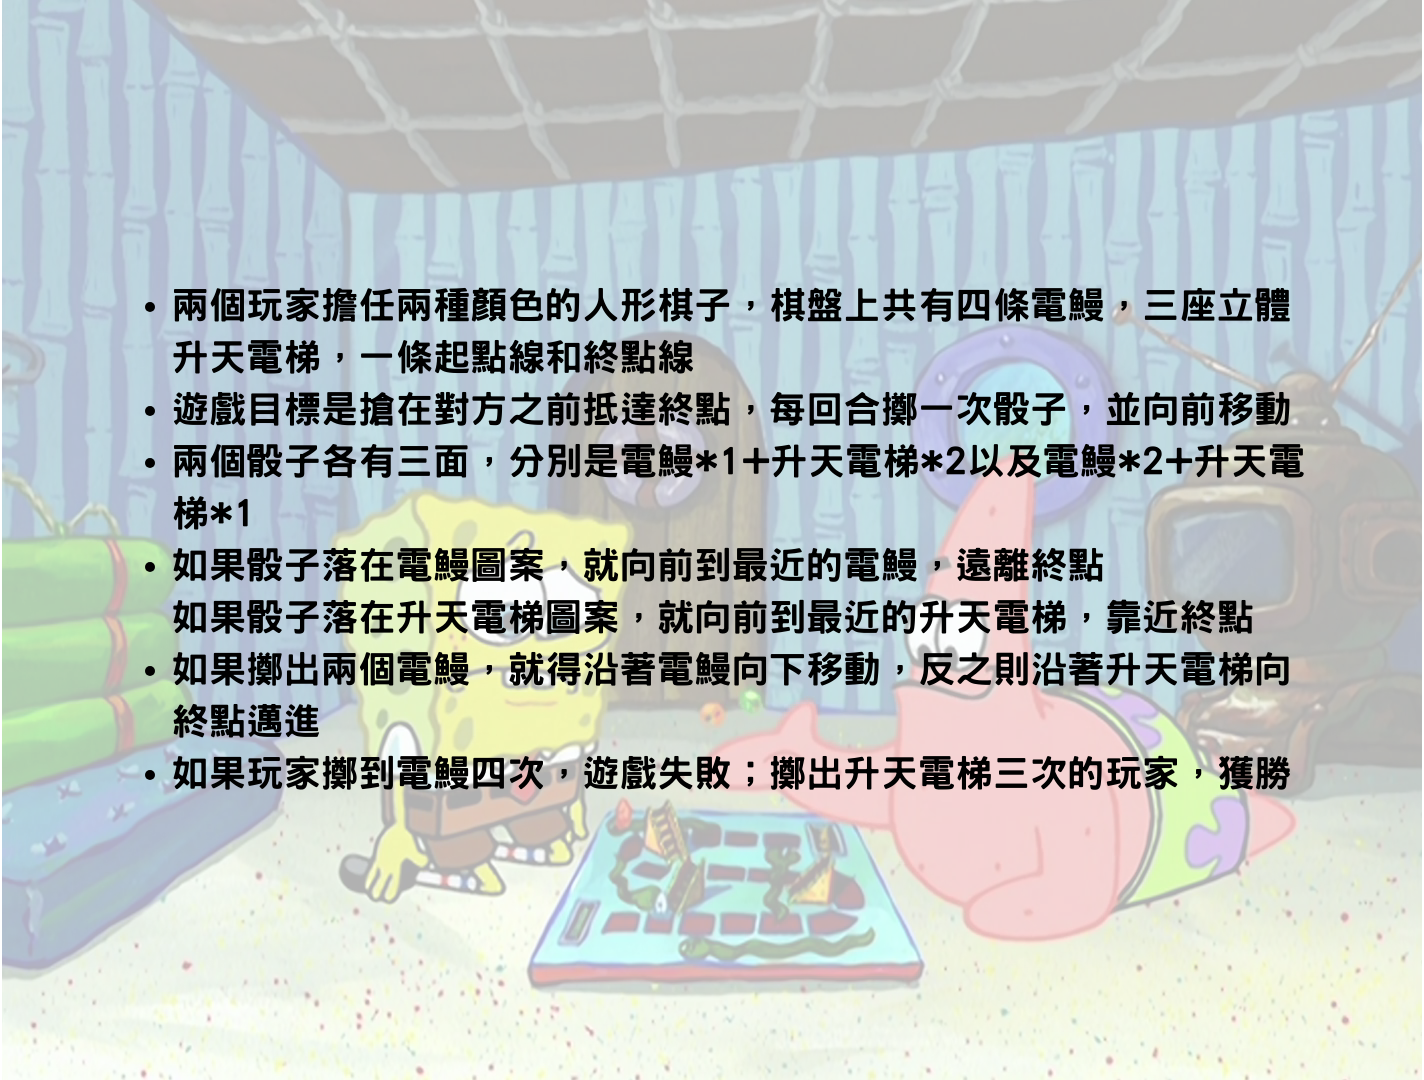 • 兩個玩家擔任兩種顏色的人形棋子，棋盤上共有四條電鰻，三座立體
升天電梯，一條起點線和終點線
• 遊戲目標是搶在對方之前抵達終點，每回合擲一次骰子，並向前移動
• 兩個骰子各有三面，分別是電鰻*1+升天電梯*2以及電鰻*2+升天電
梯*1
• 如果骰子落在電鰻圖案，就向前到最近的電鰻，遠離終點
如果骰子落在升天電梯圖案，就向前到最近的升天電梯，靠近終點
• 如果擲出兩個電鰻，就得沿著電鰻向下移動，反之則沿著升天電梯向
終點邁進
• 如果玩家擲到電鰻四次，遊戲失敗；擲出升天電梯三次的玩家，獲勝